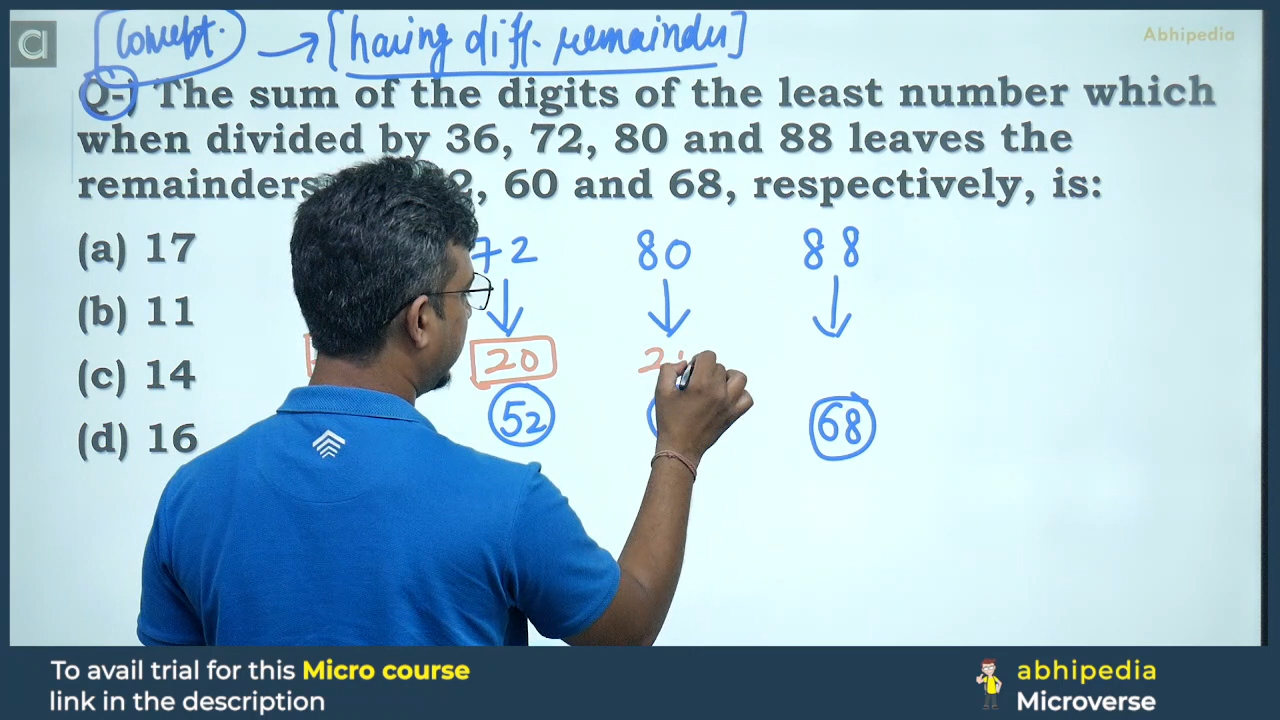 Concept. → [having diff. remainder]
Abhipedia
Q-) The sum of the digits of the least number which
when divided by 36, 72, 80 and 88 leaves the
remainders 2, 60 and 68, respectively, is:
(a) 17 72 80 88
(b) 11
(c) 14 20
(d) 16 52 68
To avail trial for this Micro course
link in the description
abhipedia
Microverse